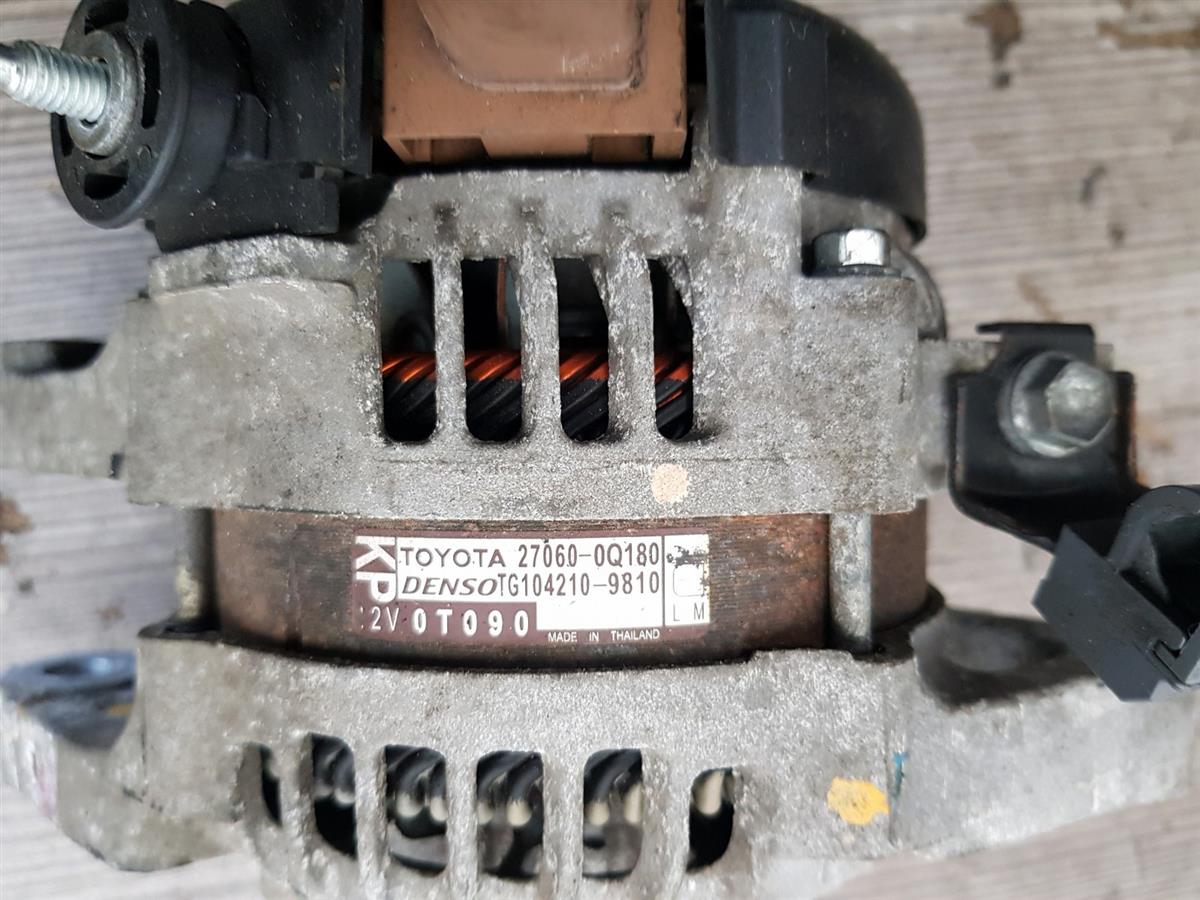 KP
TOYOTA 27060-0Q180
DENSO TG104210-9810
12V 0T090
L M
MADE IN THAILAND